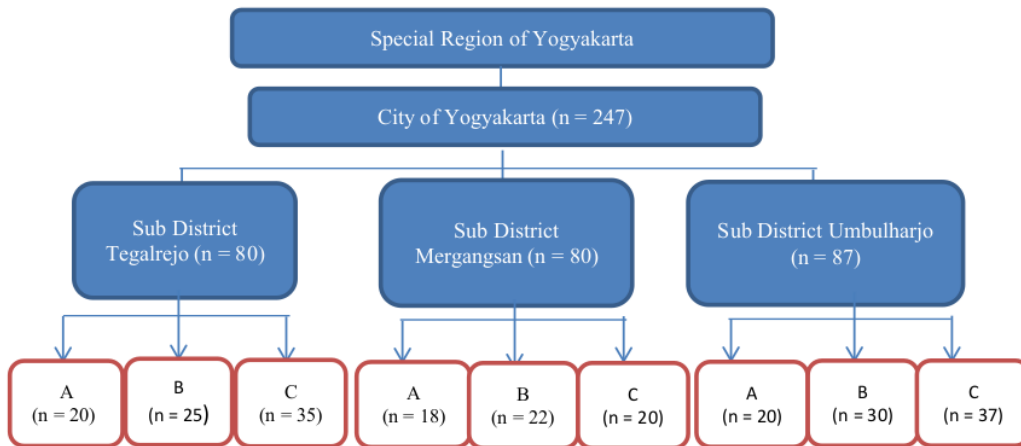 Special Region of Yogyakarta
City of Yogyakarta (n = 247)
Sub District
Tegalrejo (n = 80)
Sub District
Mergangsan (n = 80)
Sub District Umbulharjo
(n = 87)
A
(n = 20)
B
(n = 25)
C
(n = 35)
A
(n = 18)
B
(n = 22)
C
(n = 20)
A
(n = 20)
B
(n = 30)
C
(n = 37)